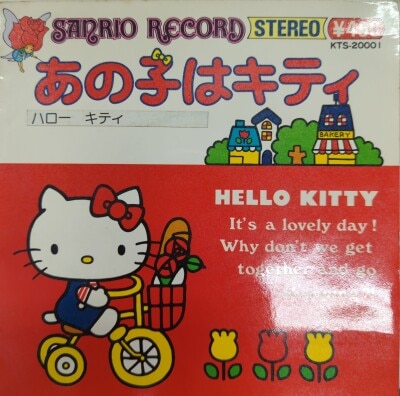 SANRIO RECORD STEREO
KTS-20001
あの子はキティ
ハロー キティ
BAKERY
HELLO KITTY
It's a lovely day!
Why don't we get
together and go